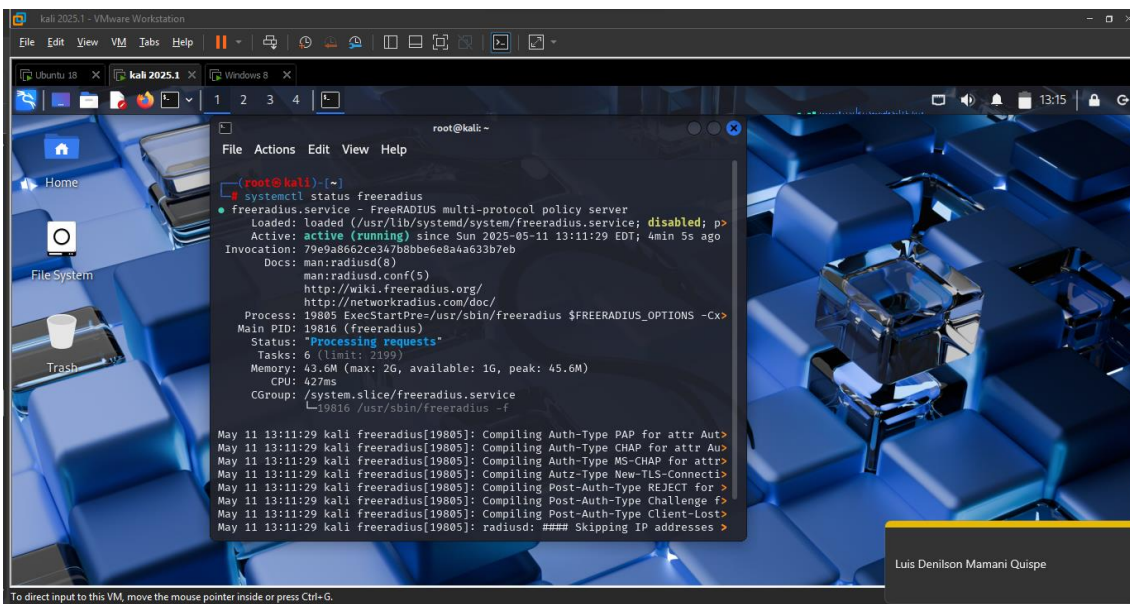 kali 2025.1 - VMware Workstation
File Edit View VM Tabs Help
Ubuntu 18 kali 2025.1 Windows 8
1 2 3 4 13:15
root@kali: ~
File Actions Edit View Help
Home
File System
Trash
┌──(root㉿kali)-[~]
└─# systemctl status freeradius
● freeradius.service - FreeRADIUS multi-protocol policy server
Loaded: loaded (/usr/lib/systemd/system/freeradius.service; disabled; p>
Active: active (running) since Sun 2025-05-11 13:11:29 EDT; 4min 5s ago
Invocation: 79e9a8662ce347b8bbe6e8a4a633b7eb
Docs: man:radiusd(8)
man:radiusd.conf(5)
http://wiki.freeradius.org/
http://networkradius.com/doc/
Process: 19805 ExecStartPre=/usr/sbin/freeradius $FREERADIUS_OPTIONS -Cx>
Main PID: 19816 (freeradius)
Status: "Processing requests"
Tasks: 6 (limit: 2199)
Memory: 43.6M (max: 2G, available: 1G, peak: 45.6M)
CPU: 427ms
CGroup: /system.slice/freeradius.service
└─19816 /usr/sbin/freeradius -f
May 11 13:11:29 kali freeradius[19805]: Compiling Auth-Type PAP for attr Aut>
May 11 13:11:29 kali freeradius[19805]: Compiling Auth-Type CHAP for attr Au>
May 11 13:11:29 kali freeradius[19805]: Compiling Auth-Type MS-CHAP for attr>
May 11 13:11:29 kali freeradius[19805]: Compiling Autz-Type New-TLS-Connecti>
May 11 13:11:29 kali freeradius[19805]: Compiling Post-Auth-Type REJECT for >
May 11 13:11:29 kali freeradius[19805]: Compiling Post-Auth-Type Challenge f>
May 11 13:11:29 kali freeradius[19805]: Compiling Post-Auth-Type Client-Lost>
May 11 13:11:29 kali freeradius[19805]: radiusd: #### Skipping IP addresses >
Luis Denilson Mamani Quispe
To direct input to this VM, move the mouse pointer inside or press Ctrl+G.